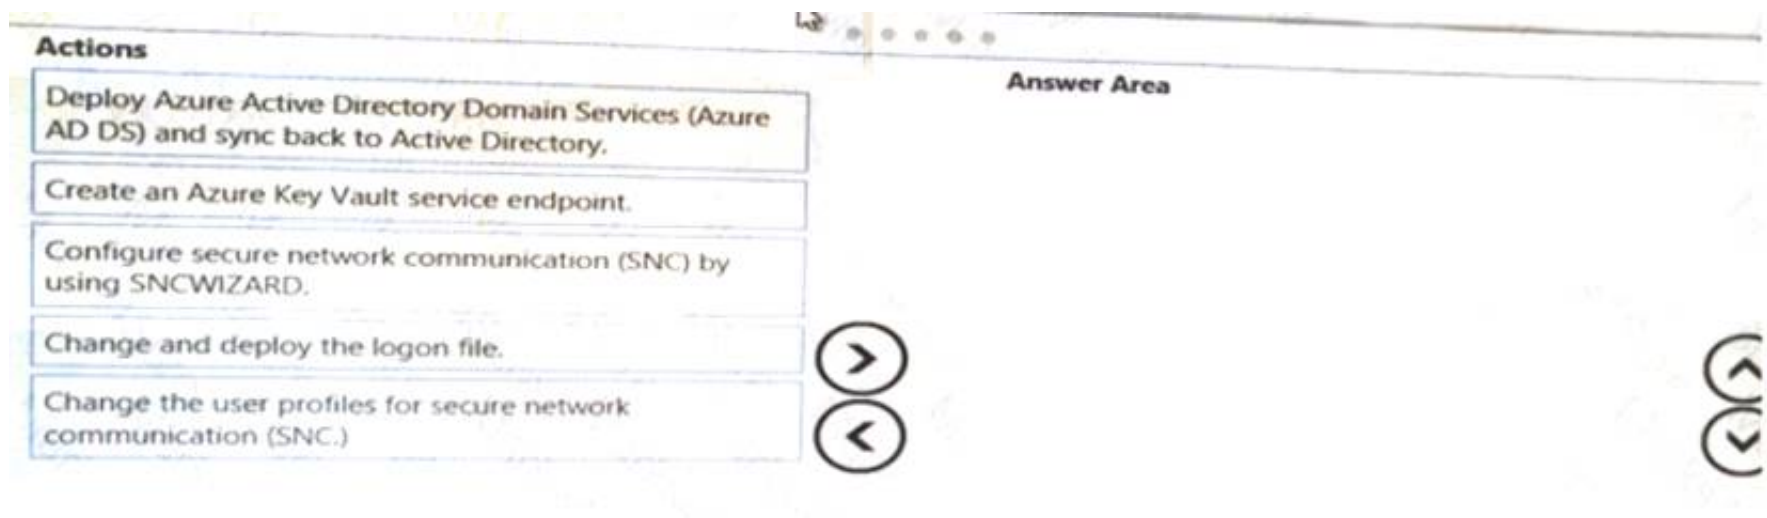 Actions
Answer Area
Deploy Azure Active Directory Domain Services (Azure
AD DS) and sync back to Active Directory.
Create an Azure Key Vault service endpoint.
Configure secure network communication (SNC) by
using SNCWIZARD.
Change and deploy the logon file.
Change the user profiles for secure network
communication (SNC.)